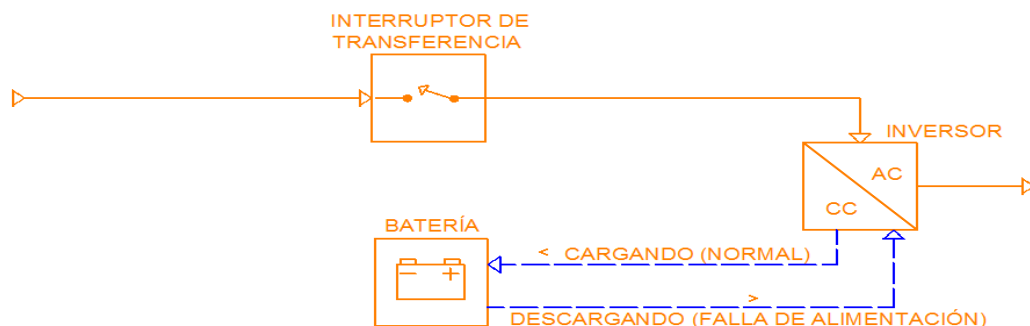 INTERRUPTOR DE
TRANSFERENCIA
INVERSOR
AC
CC
BATERÍA
CARGANDO (NORMAL)
DESCARGANDO (FALLA DE ALIMENTACIÓN)